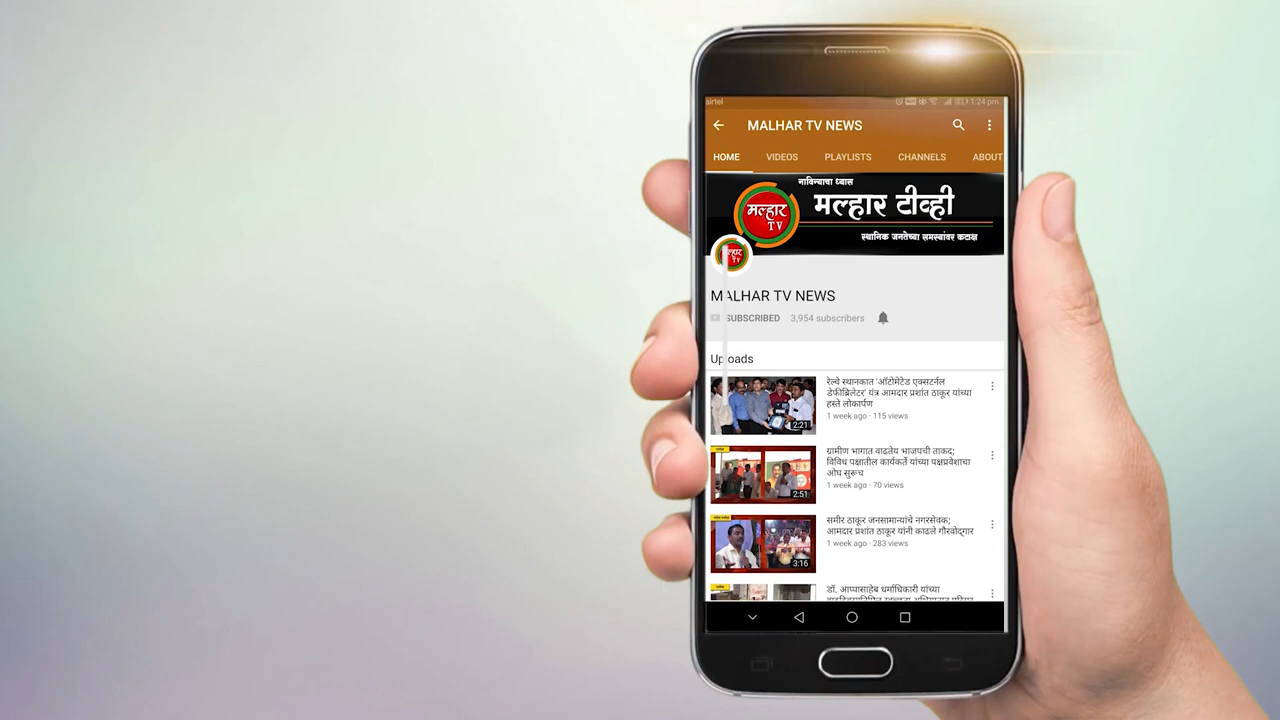 airtel 1:24 pm
MALHAR TV NEWS
HOME VIDEOS PLAYLISTS CHANNELS ABOUT
नाविन्याचा ध्यास
मल्हार टीव्ही
मल्हार
TV
स्थानिक जनतेच्या समस्यांवर कटाक्ष
MALHAR TV NEWS
SUBSCRIBED 3,954 subscribers
Uploads
रेल्वे स्थानकात 'ऑटोमेटेड एक्सटर्नल
डेफीब्रिलेटर' यंत्र आमदार प्रशांत ठाकूर यांच्या
हस्ते लोकार्पण
1 week ago · 115 views
2:21
ग्रामीण भागात वाढतेय भाजपची ताकद;
विविध पक्षातील कार्यकर्ते यांच्या पक्षप्रवेशाचा
ओघ सुरूच
1 week ago · 70 views
2:51
समीर ठाकूर जनसामान्यांचे नगरसेवक;
आमदार प्रशांत ठाकूर यांनी काढले गौरवोद्गार
1 week ago · 283 views
3:16
डॉ. आप्पासाहेब धर्माधिकारी यांच्या